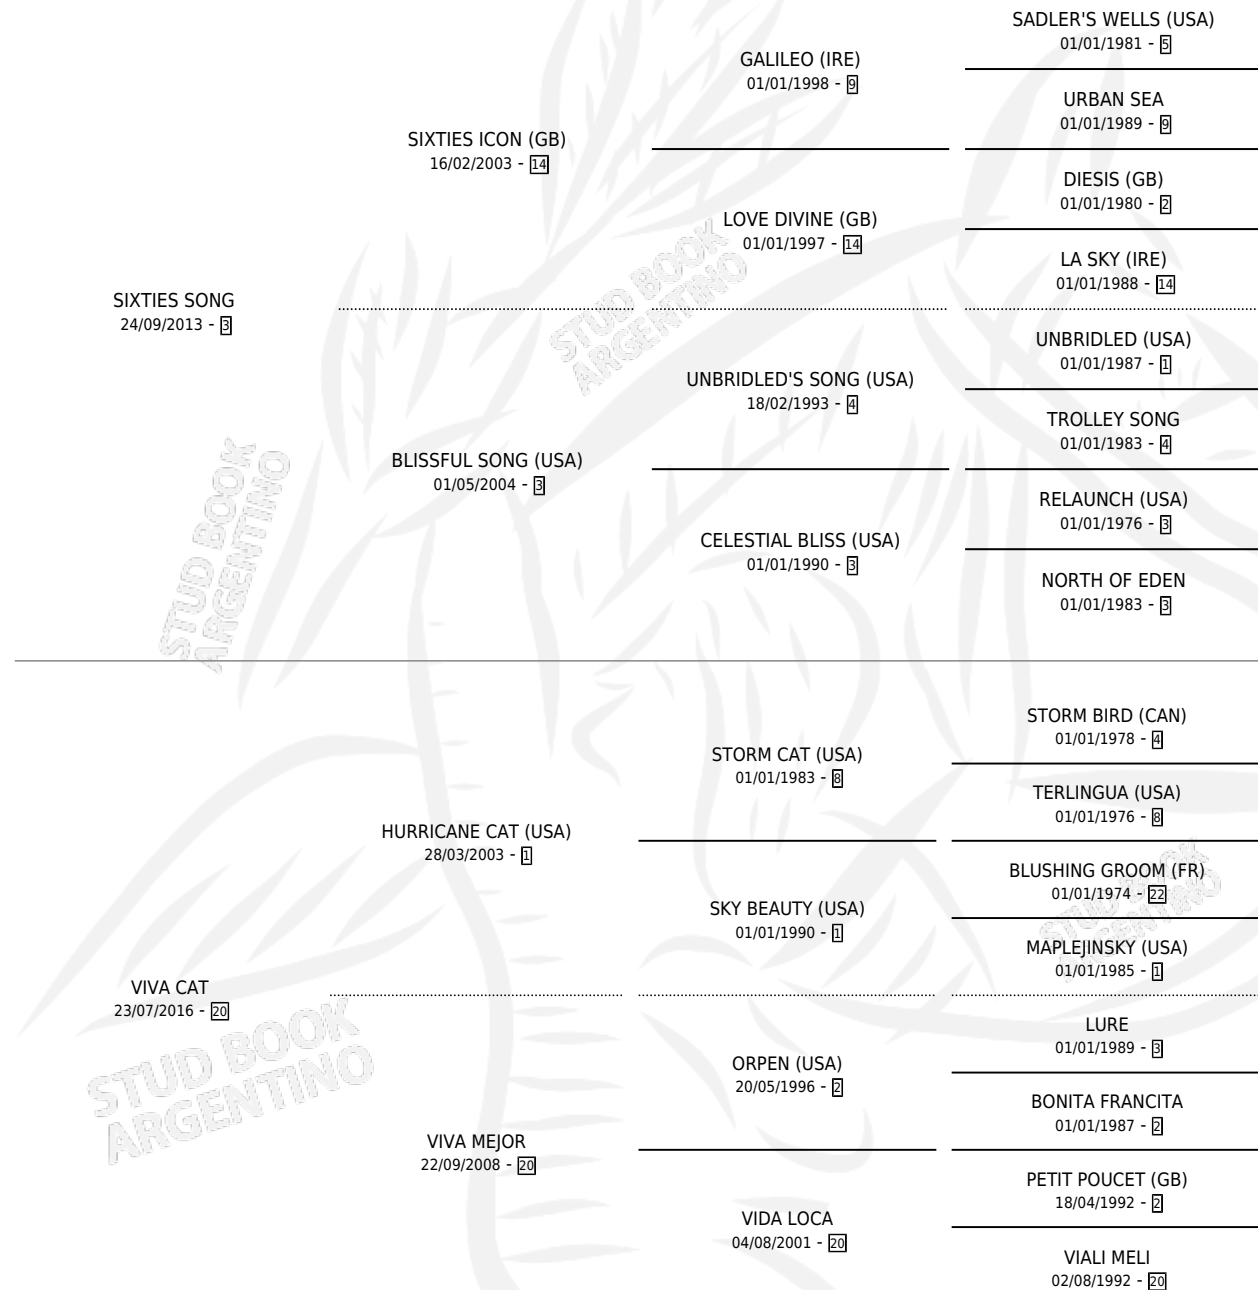 SADLER'S WELLS (USA)
01/01/1981 - 5
GALILEO (IRE)
01/01/1998 - 9
URBAN SEA
01/01/1989 - 9
SIXTIES ICON (GB)
16/02/2003 - 14
DIESIS (GB)
01/01/1980 - 2
LOVE DIVINE (GB)
01/01/1997 - 14
LA SKY (IRE)
01/01/1988 - 14
SIXTIES SONG
24/09/2013 - 3
STUD BOOK
ARGENTINO
UNBRIDLED (USA)
01/01/1987 - 1
UNBRIDLED'S SONG (USA)
18/02/1993 - 4
TROLLEY SONG
01/01/1983 - 4
BLISSFUL SONG (USA)
01/05/2004 - 3
RELAUNCH (USA)
01/01/1976 - 3
CELESTIAL BLISS (USA)
01/01/1990 - 3
NORTH OF EDEN
01/01/1983 - 3
STUD BOOK
ARGENTINO
STORM BIRD (CAN)
01/01/1978 - 4
STORM CAT (USA)
01/01/1983 - 8
TERLINGUA (USA)
01/01/1976 - 8
HURRICANE CAT (USA)
28/03/2003 - 1
BLUSHING GROOM (FR)
01/01/1974 - 22
SKY BEAUTY (USA)
01/01/1990 - 1
MAPLEJINSKY (USA)
01/01/1985 - 1
STUD BOOK
ARGENTINO
VIVA CAT
23/07/2016 - 20
LURE
01/01/1989 - 3
ORPEN (USA)
20/05/1996 - 2
BONITA FRANCITA
01/01/1987 - 2
STUD BOOK
ARGENTINO
VIVA MEJOR
22/09/2008 - 20
PETIT POUCET (GB)
18/04/1992 - 2
VIDA LOCA
04/08/2001 - 20
VIALI MELI
02/08/1992 - 20